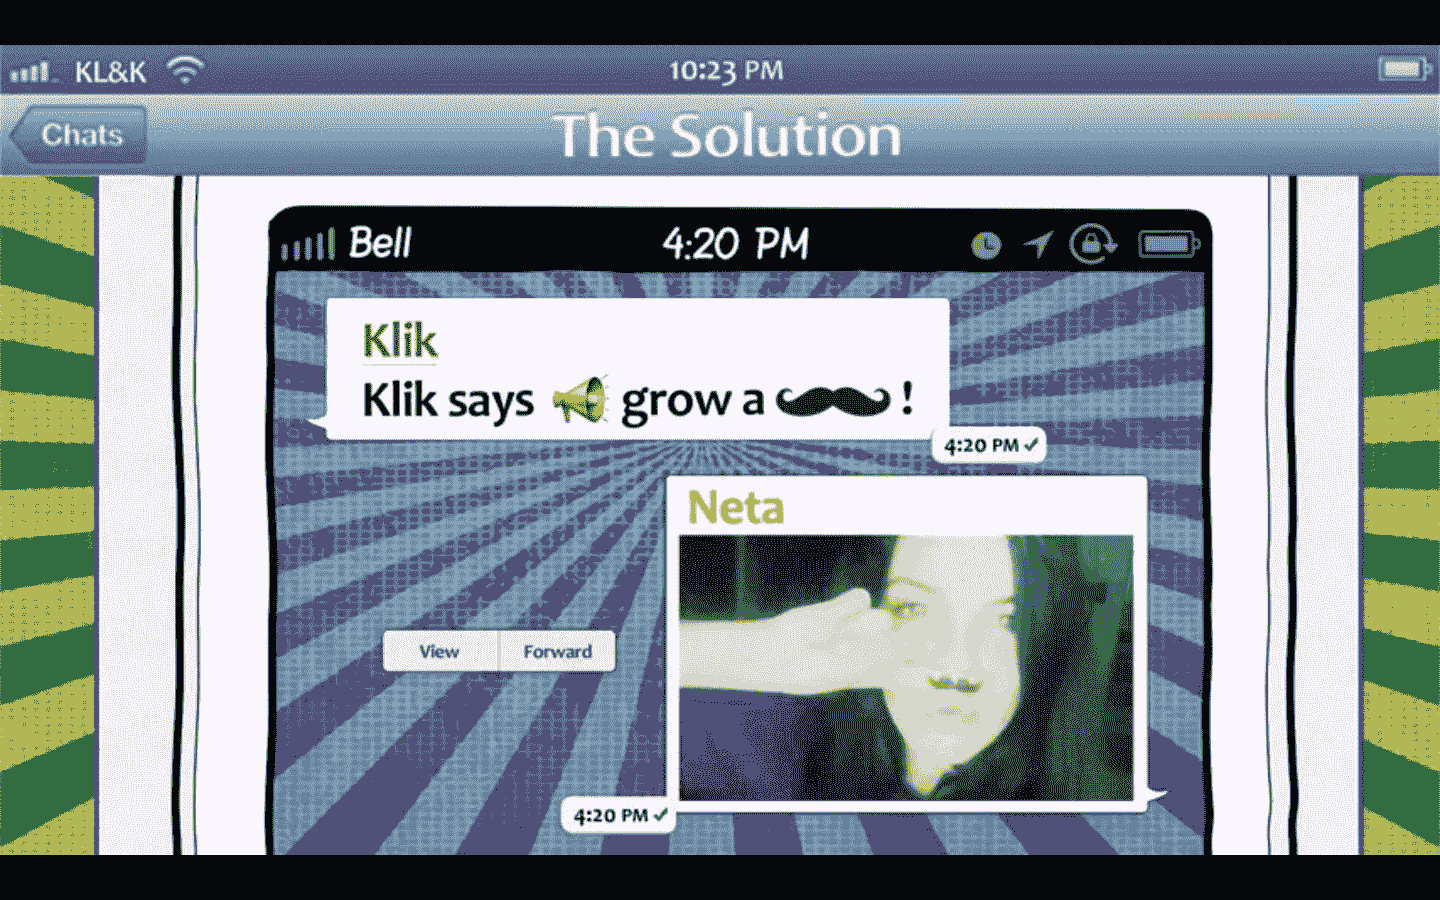 KL&K 10:23 PM
Chats The Solution
Bell 4:20 PM
Klik
Klik says grow a !
4:20 PM
Neta
View Forward
4:20 PM